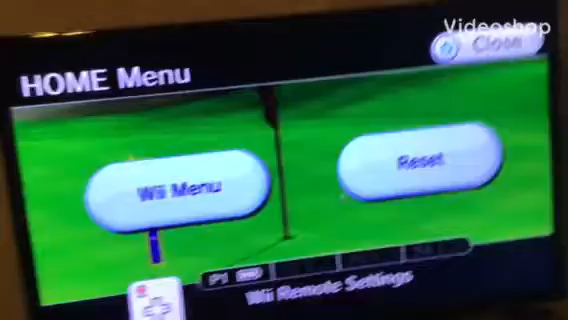 Videoshop
Close
HOME Menu
Wii Menu
Reset
P1
Wii Remote Settings